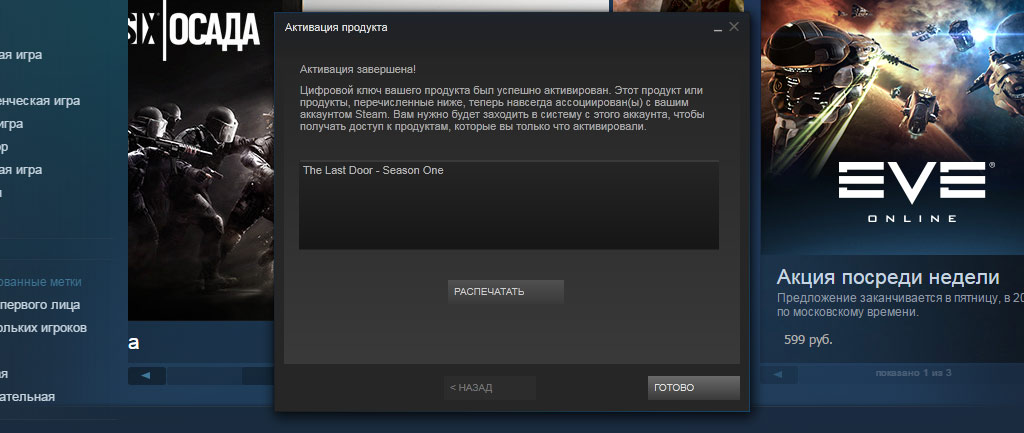 SIX|ОСАДА
ая игра
енческая игра
игра
ор
ая игра
ованные метки
первого лица
ольких игроков
ая
ательная
а
Активация продукта
Активация завершена!
Цифровой ключ вашего продукта был успешно активирован. Этот продукт или
продукты, перечисленные ниже, теперь навсегда ассоциирован(ы) с вашим
аккаунтом Steam. Вам нужно будет заходить в систему с этого аккаунта, чтобы
получать доступ к продуктам, которые вы только что активировали.
The Last Door - Season One
РАСПЕЧАТАТЬ
< НАЗАД
ГОТОВО
EVE®
ONLINE
Акция посреди недели
Предложение заканчивается в пятницу, в 20
по московскому времени.
599 руб.
показано 1 из 3